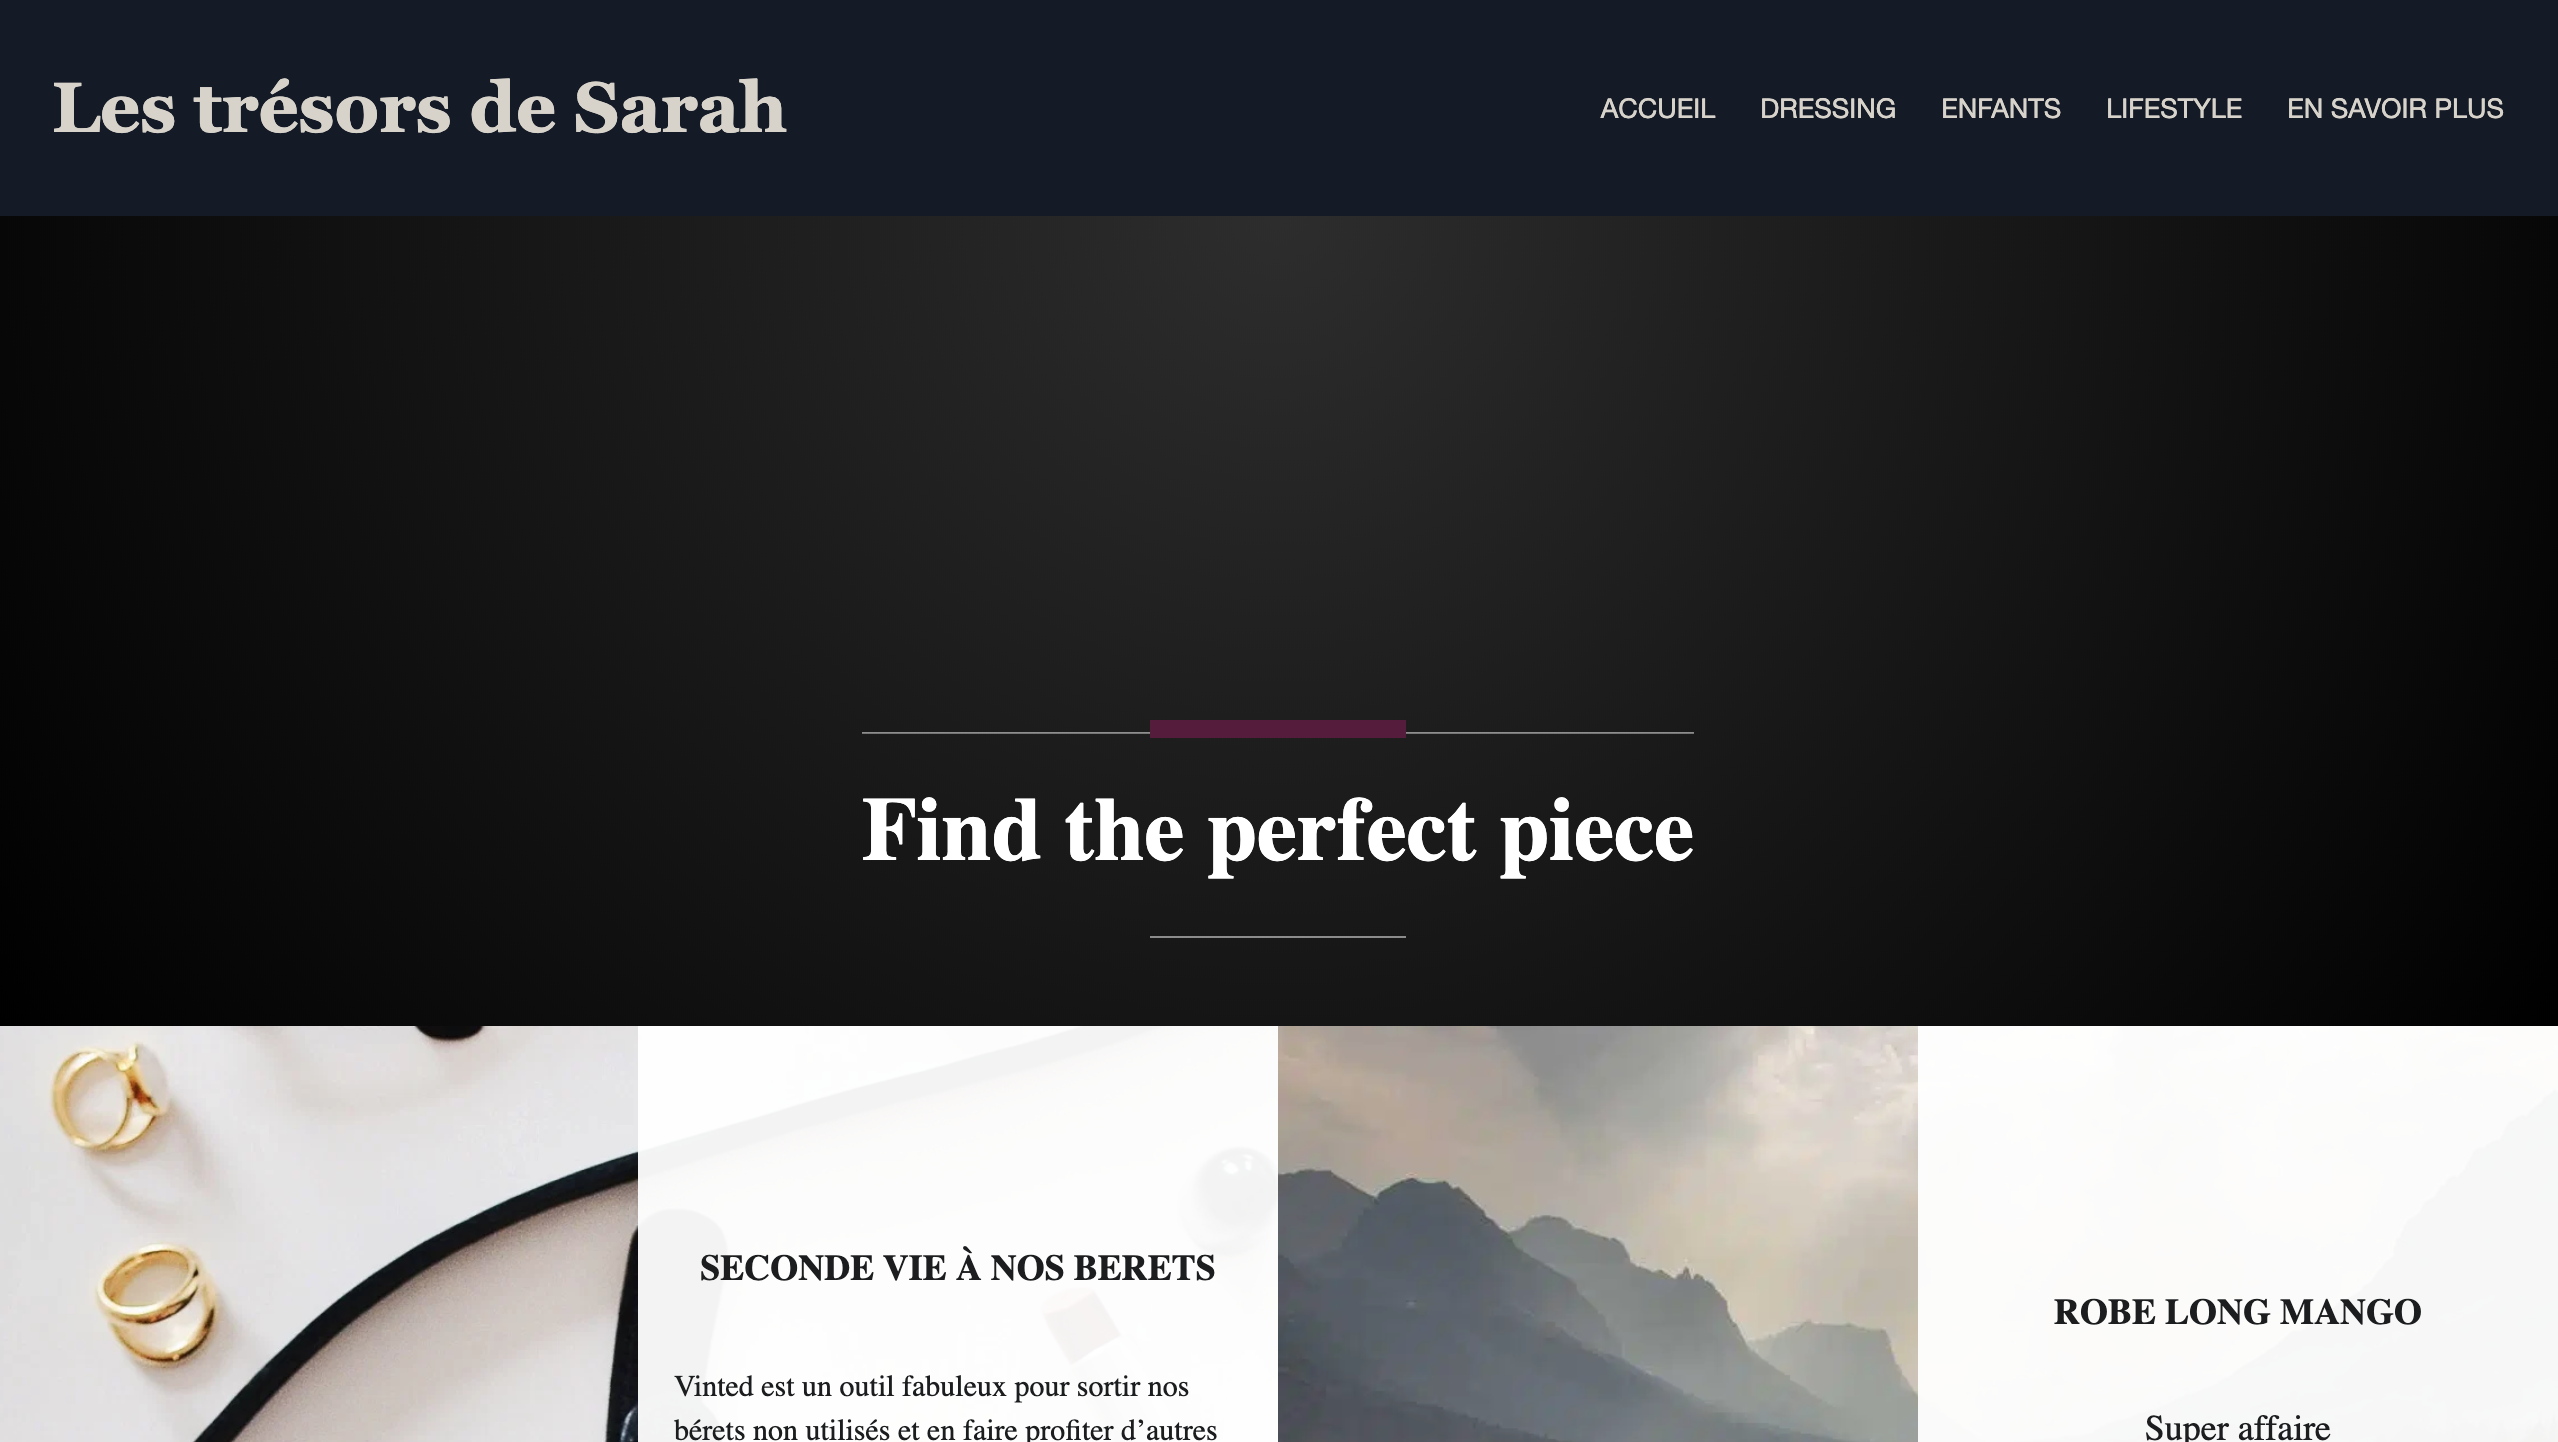 Les trésors de Sarah
ACCUEIL DRESSING ENFANTS LIFESTYLE EN SAVOIR PLUS
Find the perfect piece
SECONDE VIE À NOS BERETS
Vinted est un outil fabuleux pour sortir nos
bérets non utilisés et en faire profiter d’autres
ROBE LONG MANGO
Super affaire